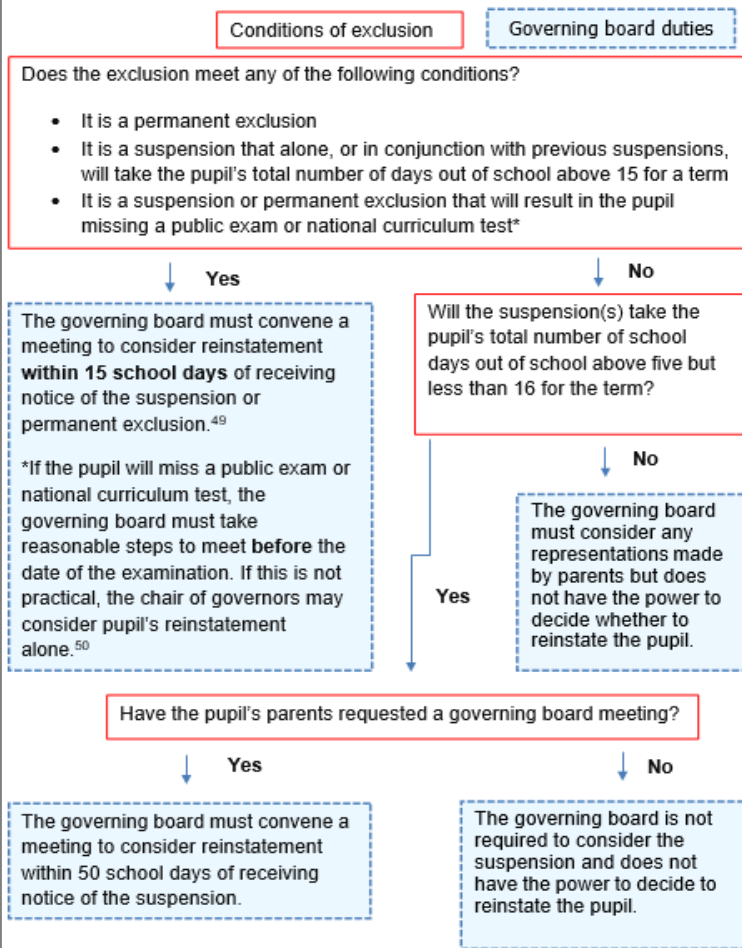 Conditions of exclusion
Governing board duties
Does the exclusion meet any of the following conditions?
• It is a permanent exclusion
• It is a suspension that alone, or in conjunction with previous suspensions,
will take the pupil's total number of days out of school above 15 for a term
• It is a suspension or permanent exclusion that will result in the pupil
missing a public exam or national curriculum test*
Yes
No
The governing board must convene a
meeting to consider reinstatement
within 15 school days of receiving
notice of the suspension or
permanent exclusion.⁴⁹
*If the pupil will miss a public exam or
national curriculum test, the
governing board must take
reasonable steps to meet before the
date of the examination. If this is not
practical, the chair of governors may
consider pupil's reinstatement
alone.⁵⁰
Will the suspension(s) take the
pupil's total number of school
days out of school above five but
less than 16 for the term?
No
The governing board
must consider any
representations made
by parents but does
not have the power to
decide whether to
reinstate the pupil.
Yes
Have the pupil's parents requested a governing board meeting?
Yes
No
The governing board must convene a
meeting to consider reinstatement
within 50 school days of receiving
notice of the suspension.
The governing board is not
required to consider the
suspension and does not
have the power to decide to
reinstate the pupil.